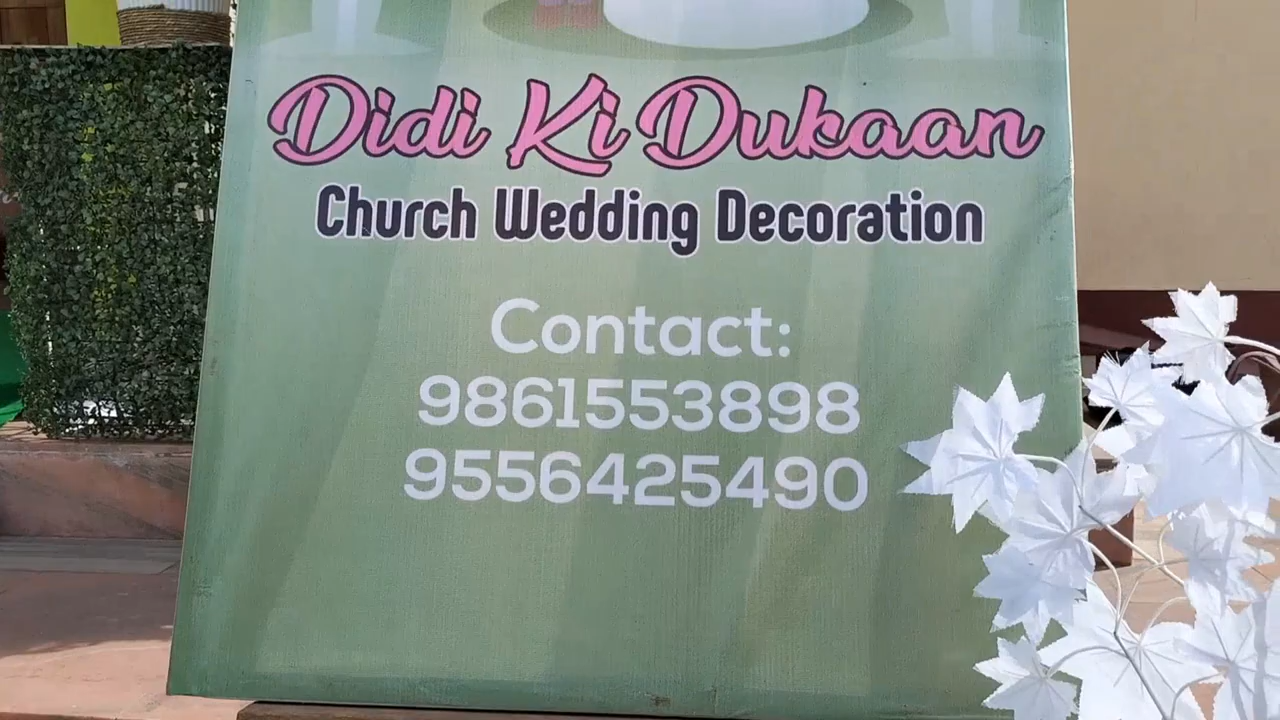 Didi Ki Dukaan
Church Wedding Decoration
Contact:
9861553898
9556425490